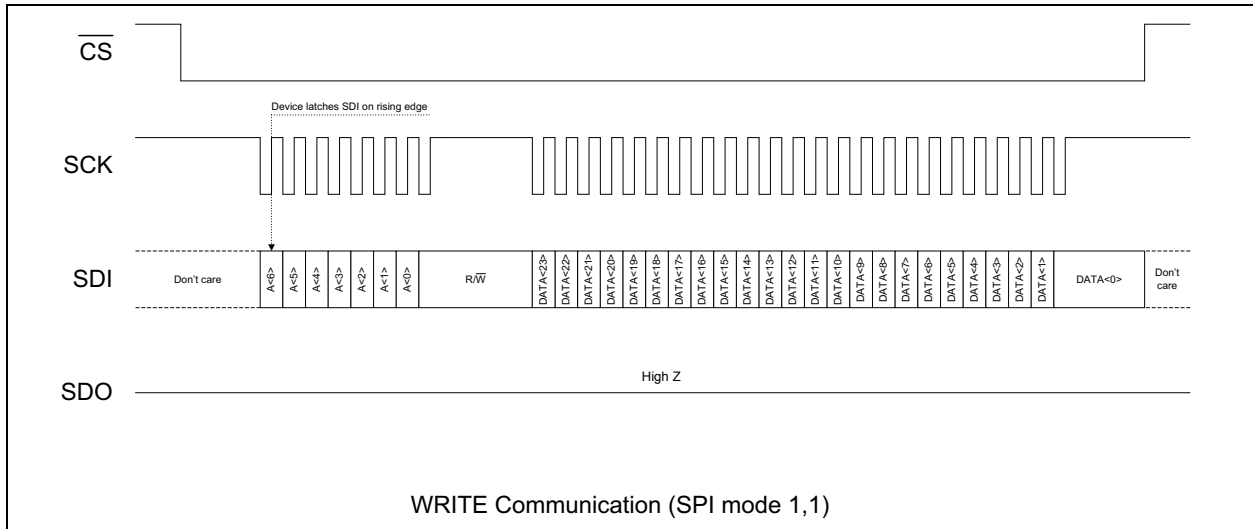 CS
Device latches SDI on rising edge
SCK
SDI
Don't care
A<6>
A<5>
A<4>
A<3>
A<2>
A<1>
A<0>
R/W
DATA<23>
DATA<22>
DATA<21>
DATA<20>
DATA<19>
DATA<18>
DATA<17>
DATA<16>
DATA<15>
DATA<14>
DATA<13>
DATA<12>
DATA<11>
DATA<10>
DATA<9>
DATA<8>
DATA<7>
DATA<6>
DATA<5>
DATA<4>
DATA<3>
DATA<2>
DATA<1>
DATA<0>
Don't
care
High Z
SDO
WRITE Communication (SPI mode 1,1)